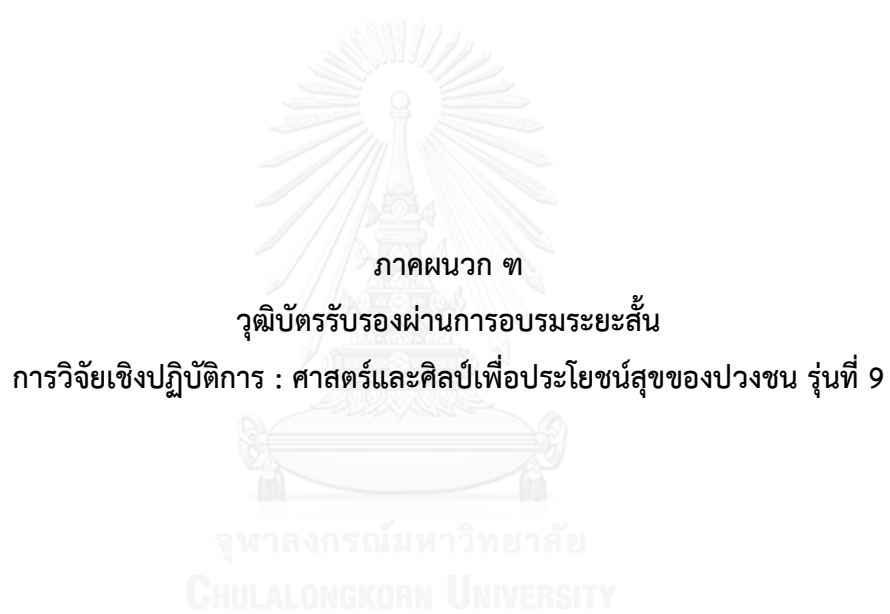 ภาคผนวก ฑ
วุฒิบัตรรับรองผ่านการอบรมระยะสั้น
การวิจัยเชิงปฏิบัติการ : ศาสตร์และศิลป์เพื่อประโยชน์สุขของปวงชน รุ่นที่ 9
จุฬาลงกรณ์มหาวิทยาลัย
CHULALONGKORN UNIVERSITY